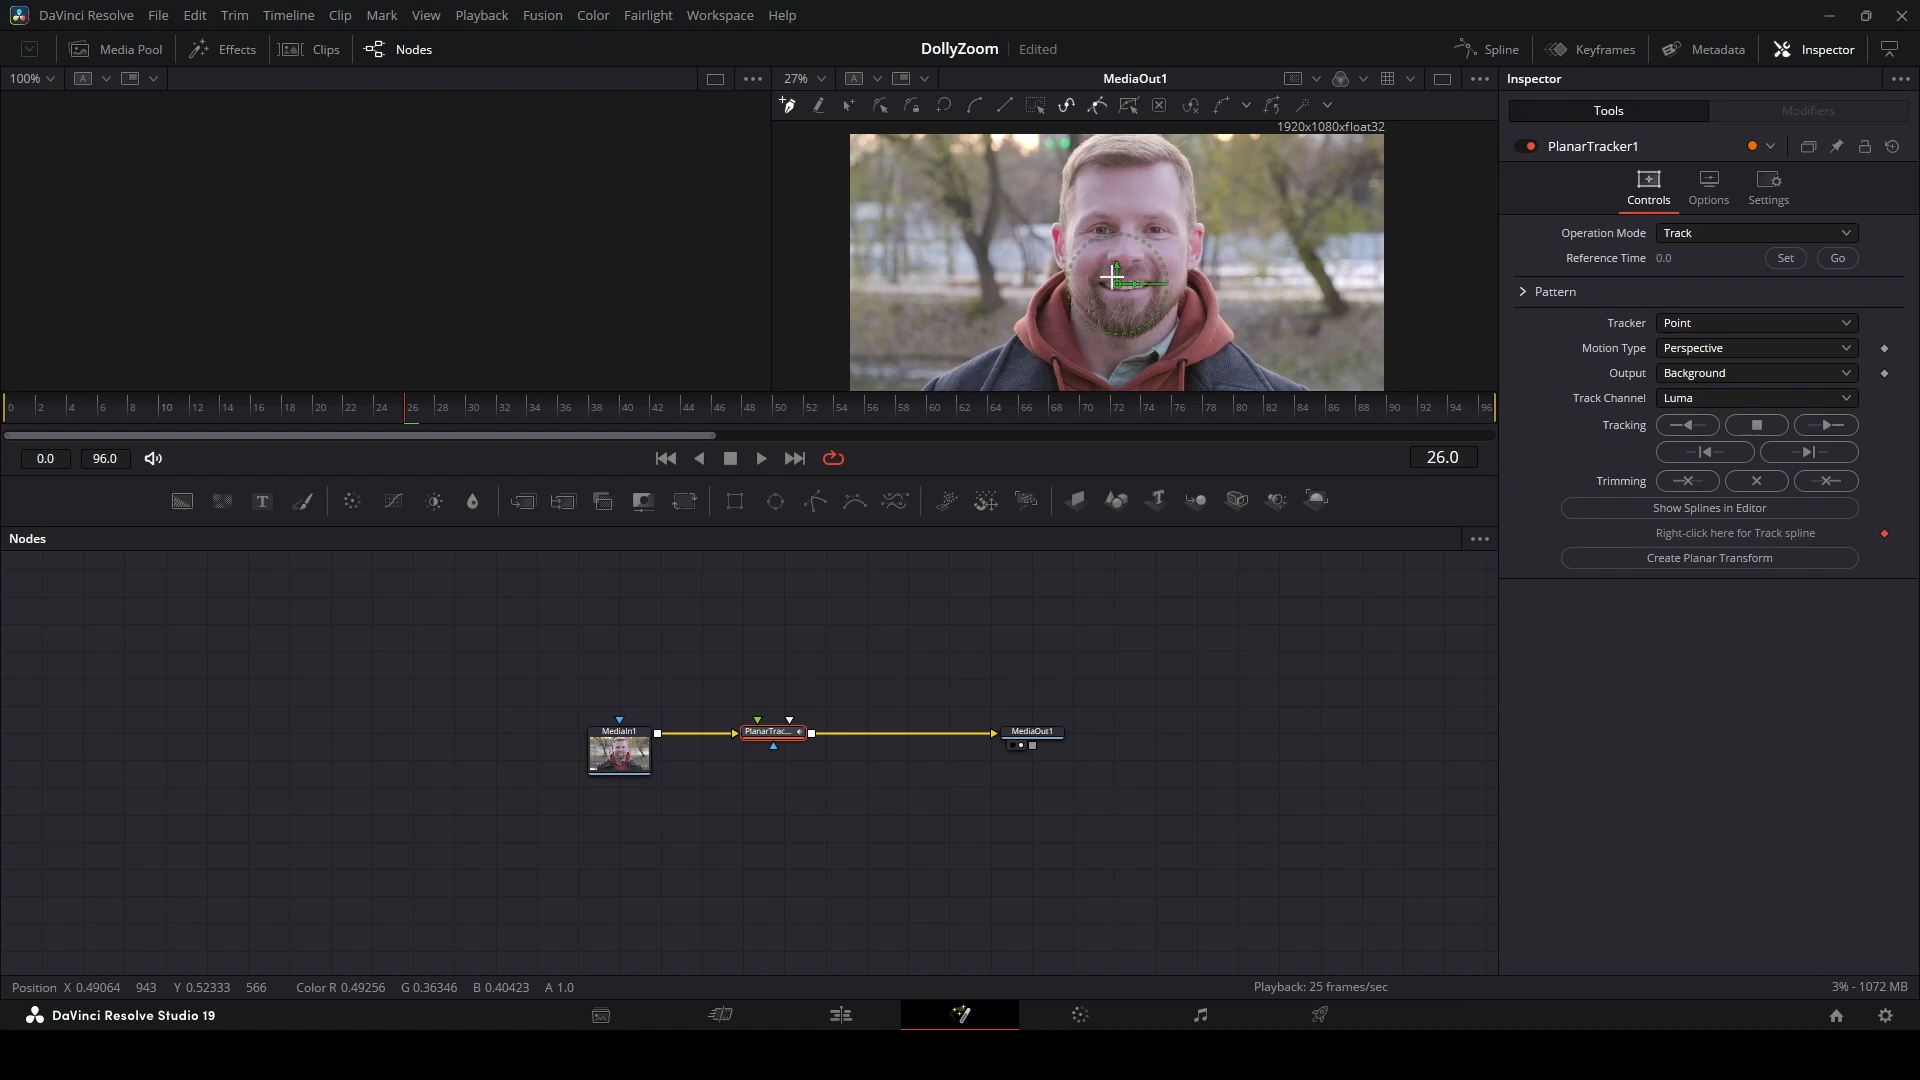 DaVinci Resolve File Edit Trim Timeline Clip Mark View Playback Fusion Color Fairlight Workspace Help
Media Pool Effects Clips Nodes DollyZoom Edited Spline Keyframes Metadata Inspector
100% A 27% A MediaOut1 Inspector
Tools Modifiers
1920x1080xfloat32
PlanarTracker1
Controls Options Settings
Operation Mode Track
Reference Time 0.0 Set Go
Pattern
Tracker Point
Motion Type Perspective
Output Background
Track Channel Luma
Tracking
Trimming
Show Splines in Editor
Right-click here for Track spline
Create Planar Transform
0 2 4 6 8 10 12 14 16 18 20 22 24 26 28 30 32 34 36 38 40 42 44 46 48 50 52 54 56 58 60 62 64 66 68 70 72 74 76 78 80 82 84 86 88 90 92 94 96
0.0 96.0 26.0
T T
Nodes
MediaIn1 PlanarTrac... MediaOut1
Position X 0.49064 943 Y 0.52333 566 Color R 0.49256 G 0.36346 B 0.40423 A 1.0 Playback: 25 frames/sec 3% - 1072 MB
DaVinci Resolve Studio 19